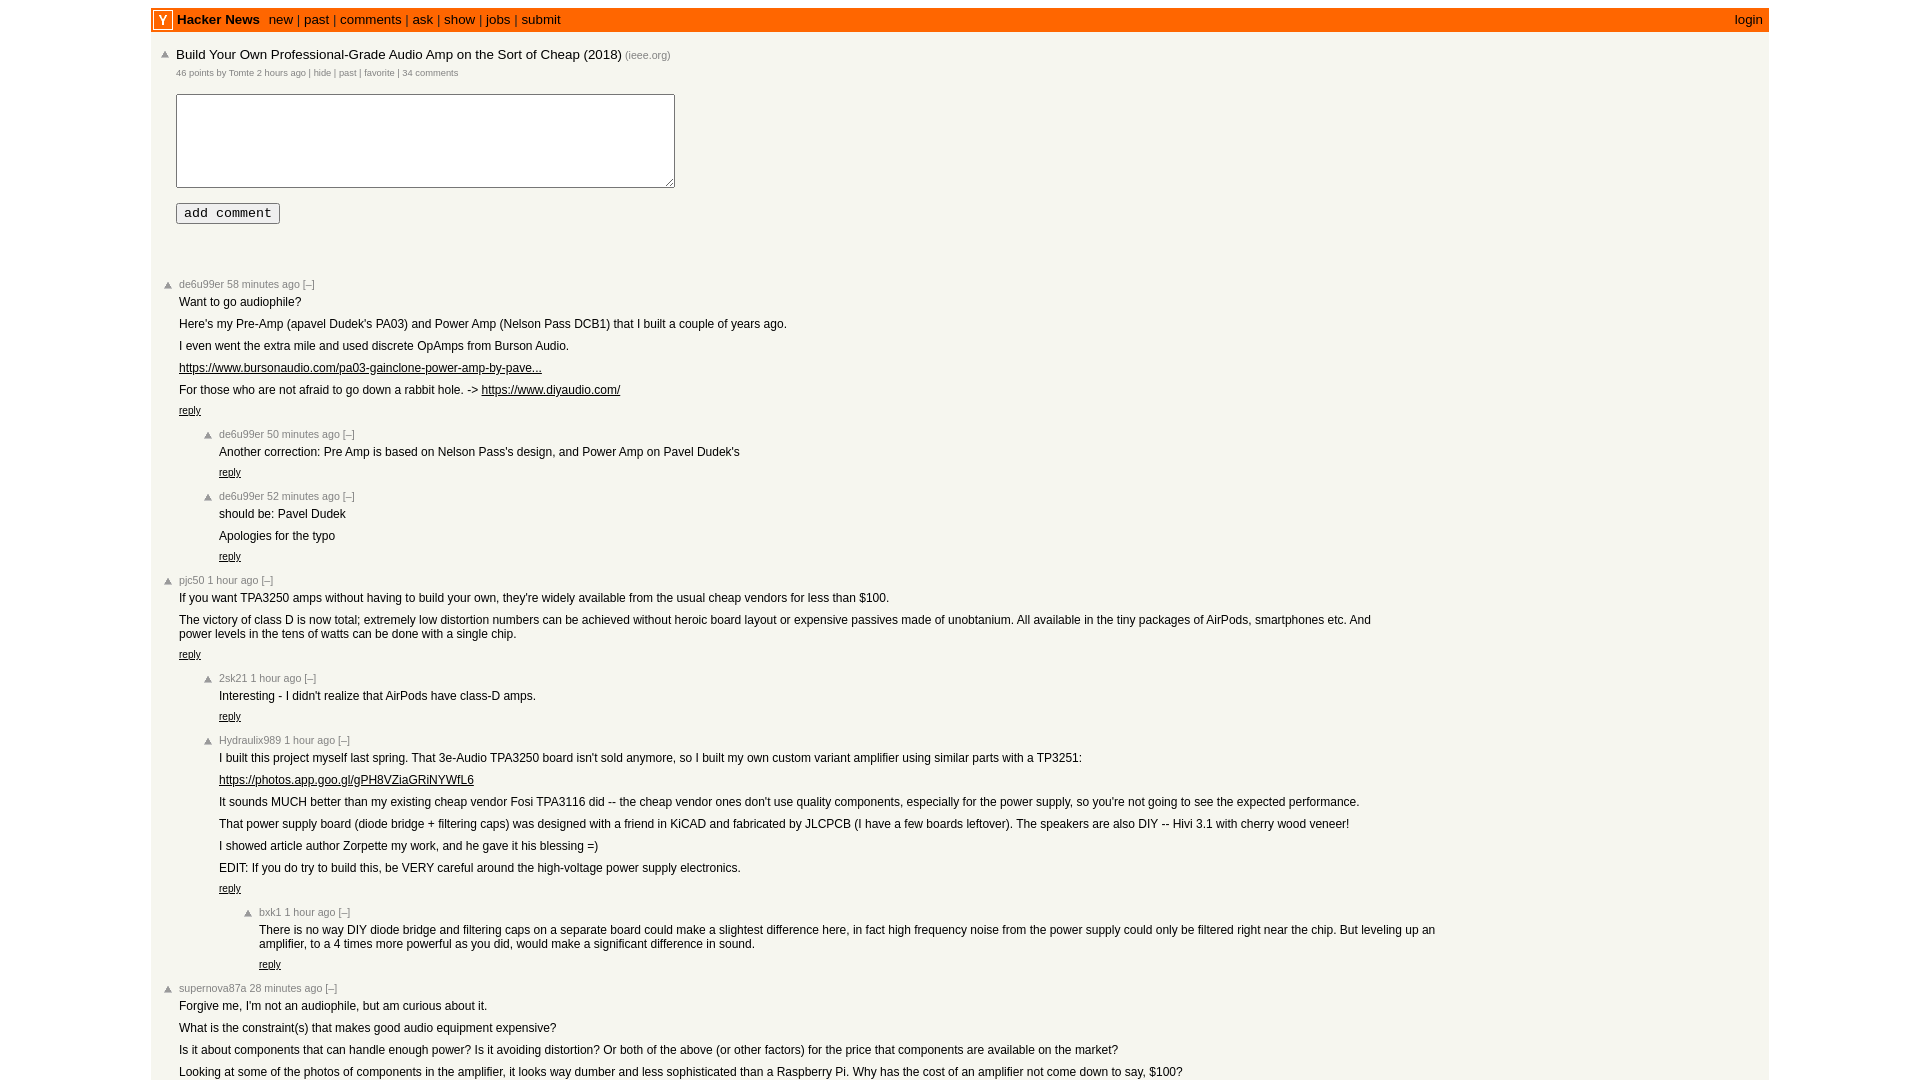 Y Hacker News new | past | comments | ask | show | jobs | submit login
Build Your Own Professional-Grade Audio Amp on the Sort of Cheap (2018) (ieee.org)
46 points by Tomte 2 hours ago | hide | past | favorite | 34 comments
add comment
de6u99er 58 minutes ago [–]
Want to go audiophile?
Here's my Pre-Amp (apavel Dudek's PA03) and Power Amp (Nelson Pass DCB1) that I built a couple of years ago.
I even went the extra mile and used discrete OpAmps from Burson Audio.
https://www.bursonaudio.com/pa03-gainclone-power-amp-by-pave...
For those who are not afraid to go down a rabbit hole. -> https://www.diyaudio.com/
reply
de6u99er 50 minutes ago [–]
Another correction: Pre Amp is based on Nelson Pass's design, and Power Amp on Pavel Dudek's
reply
de6u99er 52 minutes ago [–]
should be: Pavel Dudek
Apologies for the typo
reply
pjc50 1 hour ago [–]
If you want TPA3250 amps without having to build your own, they're widely available from the usual cheap vendors for less than $100.
The victory of class D is now total; extremely low distortion numbers can be achieved without heroic board layout or expensive passives made of unobtanium. All available in the tiny packages of AirPods, smartphones etc. And
power levels in the tens of watts can be done with a single chip.
reply
2sk21 1 hour ago [–]
Interesting - I didn't realize that AirPods have class-D amps.
reply
Hydraulix989 1 hour ago [–]
I built this project myself last spring. That 3e-Audio TPA3250 board isn't sold anymore, so I built my own custom variant amplifier using similar parts with a TP3251:
https://photos.app.goo.gl/gPH8VZiaGRiNYWfL6
It sounds MUCH better than my existing cheap vendor Fosi TPA3116 did -- the cheap vendor ones don't use quality components, especially for the power supply, so you're not going to see the expected performance.
That power supply board (diode bridge + filtering caps) was designed with a friend in KiCAD and fabricated by JLCPCB (I have a few boards leftover). The speakers are also DIY -- Hivi 3.1 with cherry wood veneer!
I showed article author Zorpette my work, and he gave it his blessing =)
EDIT: If you do try to build this, be VERY careful around the high-voltage power supply electronics.
reply
bxk1 1 hour ago [–]
There is no way DIY diode bridge and filtering caps on a separate board could make a slightest difference here, in fact high frequency noise from the power supply could only be filtered right near the chip. But leveling up an
amplifier, to a 4 times more powerful as you did, would make a significant difference in sound.
reply
supernova87a 28 minutes ago [–]
Forgive me, I'm not an audiophile, but am curious about it.
What is the constraint(s) that makes good audio equipment expensive?
Is it about components that can handle enough power? Is it avoiding distortion? Or both of the above (or other factors) for the price that components are available on the market?
Looking at some of the photos of components in the amplifier, it looks way dumber and less sophisticated than a Raspberry Pi. Why has the cost of an amplifier not come down to say, $100?